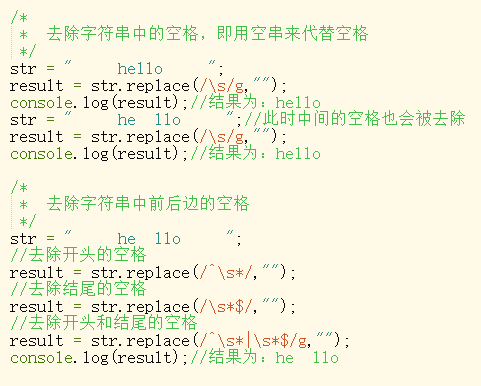 /*
 *  去除字符串中的空格，即用空串来代替空格
 */
str = "     hello     ";
result = str.replace(/\s/g,"");
console.log(result);//结果为：hello
str = "     he  llo     ";//此时中间的空格也会被去除
result = str.replace(/\s/g,"");
console.log(result);//结果为：hello
/*
 *  去除字符串中前后边的空格
 */
str = "     he  llo     ";
//去除开头的空格
result = str.replace(/^\s*/,"");
//去除结尾的空格
result = str.replace(/\s*$/,"");
//去除开头和结尾的空格
result = str.replace(/^\s*|\s*$/g,"");
console.log(result);//结果为：he  llo